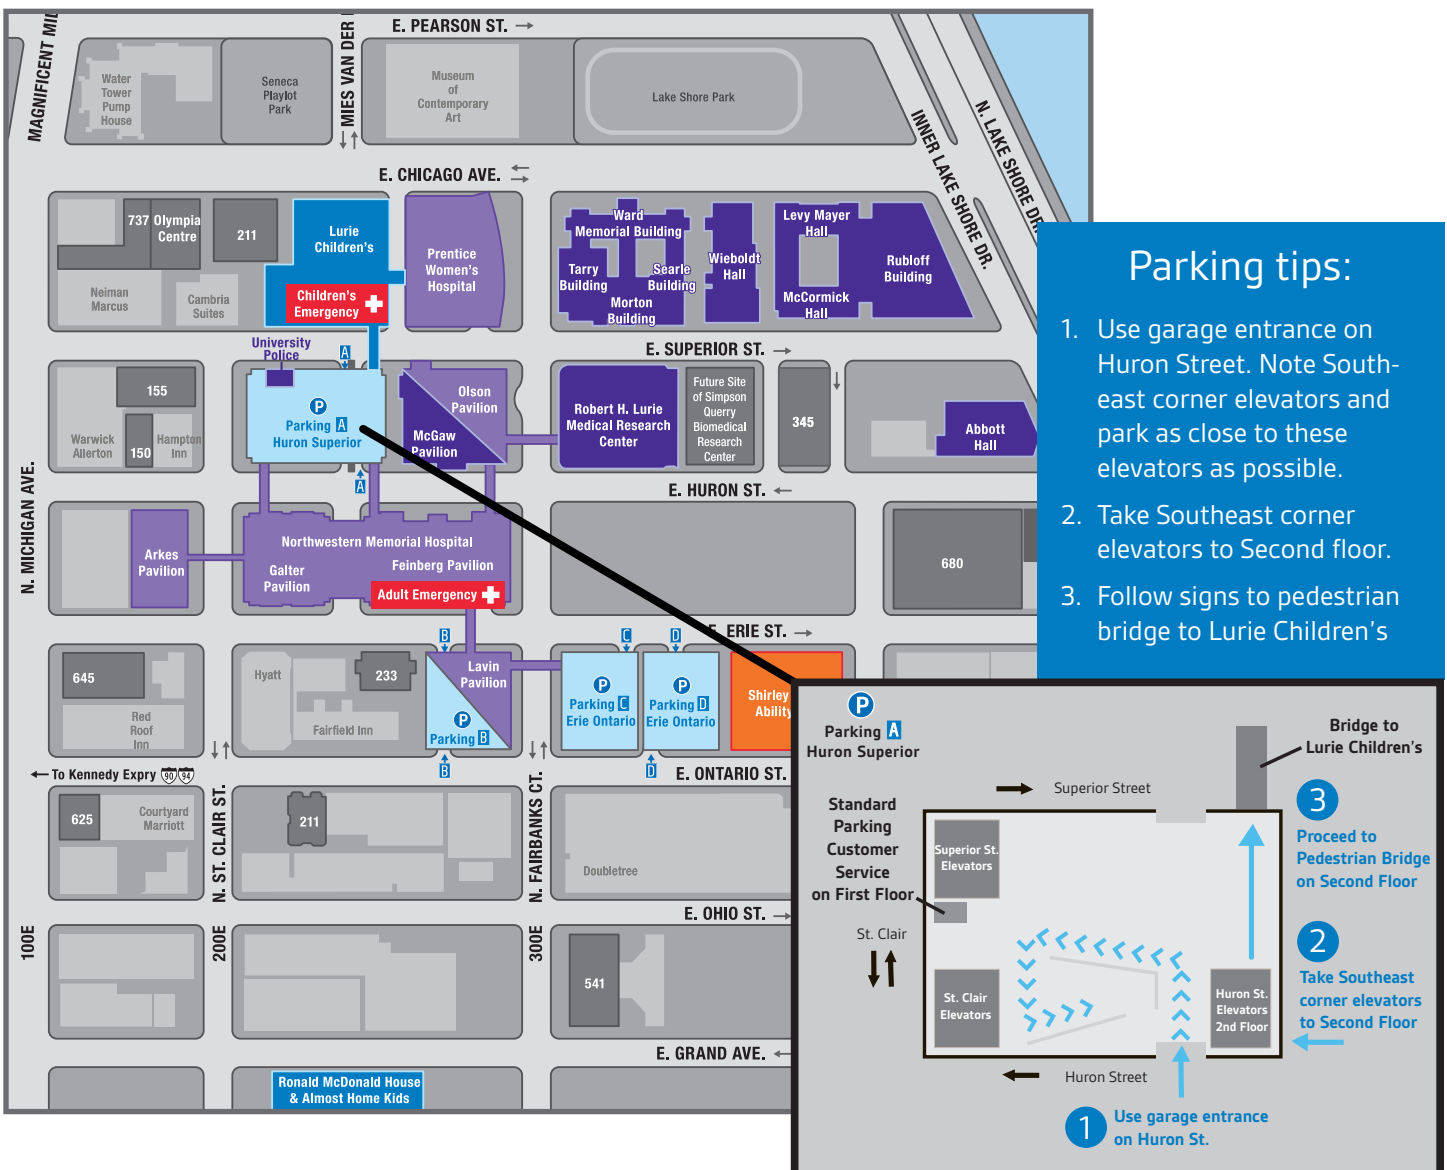 E. PEARSON ST.
MAGNIFICENT MIL
MIES VAN DER
Water
Tower
Pump
House
Seneca
Playlot
Park
Museum
of
Contemporary
Art
Lake Shore Park
INNER LAKE SHORE DR.
N. LAKE SHORE DR.
E. CHICAGO AVE.
737
Olympia
Centre
211
Lurie
Children's
Children's
Emergency
Neiman
Marcus
Cambria
Suites
Prentice
Women's
Hospital
Ward
Memorial Building
Tarry
Building
Searle
Building
Morton
Building
Wieboldt
Hall
Levy Mayer
Hall
McCormick
Hall
Rubloff
Building
E. SUPERIOR ST.
University
Police
A
155
Warwick
Allerton
150
Hampton
Inn
P
Parking A
Huron Superior
A
Olson
Pavilion
McGaw
Pavilion
Robert H. Lurie
Medical Research
Center
Future Site
of Simpson
Querry
Biomedical
Research
Center
345
Abbott
Hall
E. HURON ST.
N. MICHIGAN AVE.
Arkes
Pavilion
Northwestern Memorial Hospital
Galter
Pavilion
Feinberg Pavilion
Adult Emergency
680
E. ERIE ST.
645
Red
Roof
Inn
Hyatt
233
Fairfield Inn
B
Lavin
Pavilion
P
Parking B
B
C
P
Parking C
Erie Ontario
D
P
Parking D
Erie Ontario
D
Shirley
Ability
To Kennedy Expry 90 94
E. ONTARIO ST.
625
Courtyard
Marriott
N. ST. CLAIR ST.
211
N. FAIRBANKS CT.
Doubletree
E. OHIO ST.
100E
200E
300E
541
E. GRAND AVE.
Ronald McDonald House
& Almost Home Kids
Parking tips:
1. Use garage entrance on
Huron Street. Note South-
east corner elevators and
park as close to these
elevators as possible.
2. Take Southeast corner
elevators to Second floor.
3. Follow signs to pedestrian
bridge to Lurie Children's
P
Parking A
Huron Superior
Bridge to
Lurie Children's
Superior Street
Standard
Parking
Customer
Service
on First Floor
Superior St.
Elevators
3
Proceed to
Pedestrian Bridge
on Second Floor
St. Clair
St. Clair
Elevators
Huron St.
Elevators
2nd Floor
2
Take Southeast
corner elevators
to Second Floor
Huron Street
1
Use garage entrance
on Huron St.